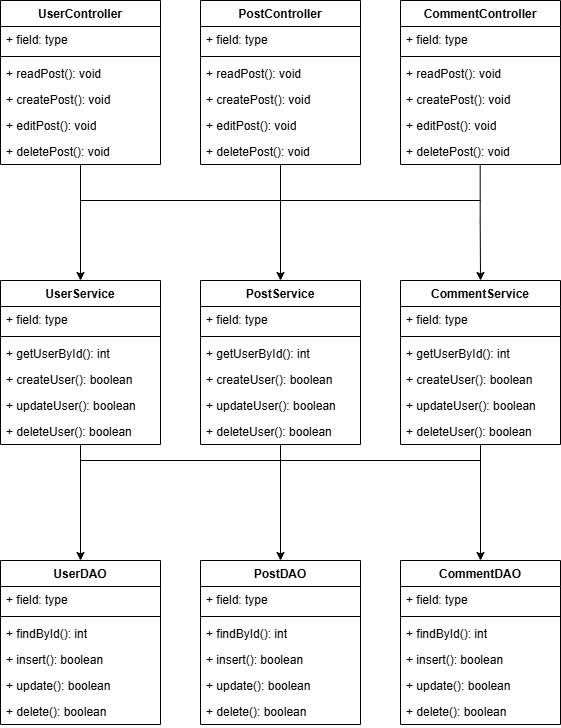 UserController
+ field: type
+ readPost(): void
+ createPost(): void
+ editPost(): void
+ deletePost(): void
PostController
+ field: type
+ readPost(): void
+ createPost(): void
+ editPost(): void
+ deletePost(): void
CommentController
+ field: type
+ readPost(): void
+ createPost(): void
+ editPost(): void
+ deletePost(): void
UserService
+ field: type
+ getUserById(): int
+ createUser(): boolean
+ updateUser(): boolean
+ deleteUser(): boolean
PostService
+ field: type
+ getUserById(): int
+ createUser(): boolean
+ updateUser(): boolean
+ deleteUser(): boolean
CommentService
+ field: type
+ getUserById(): int
+ createUser(): boolean
+ updateUser(): boolean
+ deleteUser(): boolean
UserDAO
+ field: type
+ findById(): int
+ insert(): boolean
+ update(): boolean
+ delete(): boolean
PostDAO
+ field: type
+ findById(): int
+ insert(): boolean
+ update(): boolean
+ delete(): boolean
CommentDAO
+ field: type
+ findById(): int
+ insert(): boolean
+ update(): boolean
+ delete(): boolean